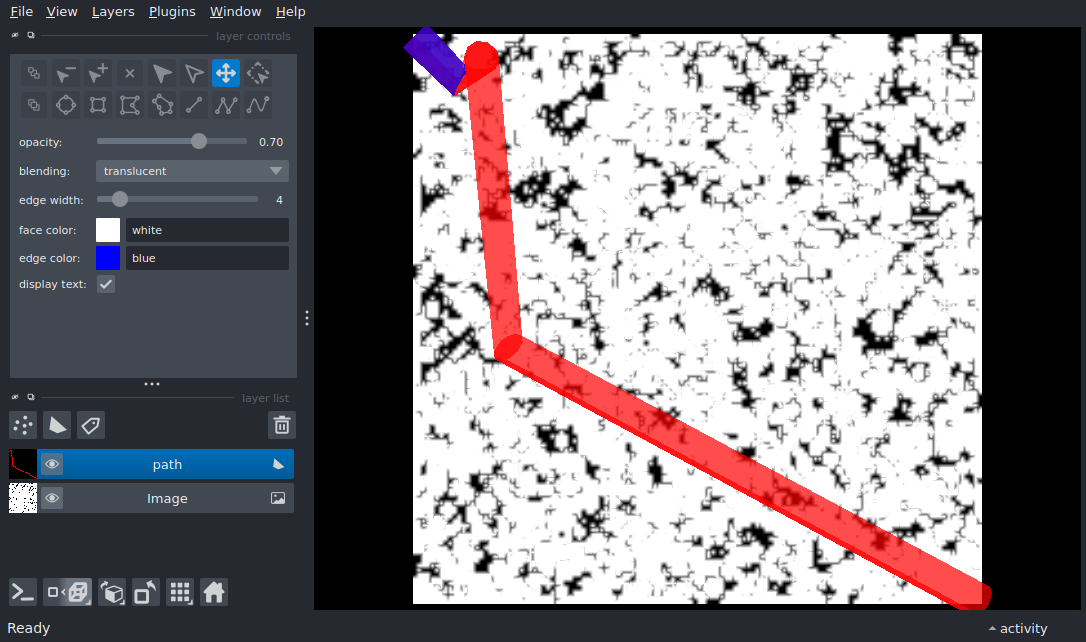 File View Layers Plugins Window Help
layer controls
opacity: 0.70
blending: translucent
edge width: 4
face color: white
edge color: blue
display text:
layer list
path
Image
Ready
activity